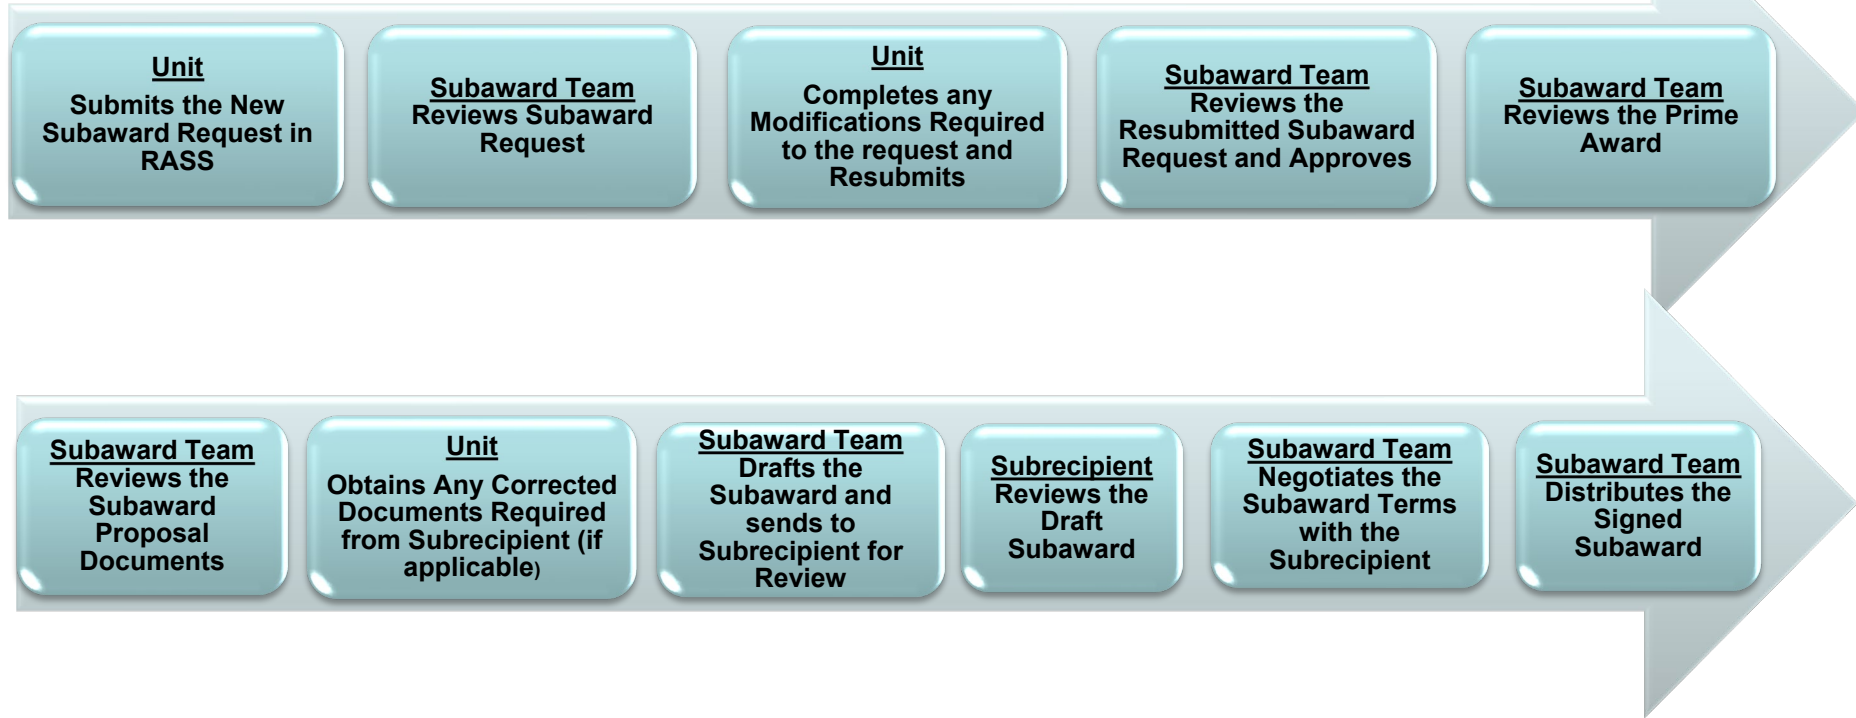 Unit
Submits the New
Subaward Request in
RASS
Subaward Team
Reviews Subaward
Request
Unit
Completes any
Modifications Required
to the request and
Resubmits
Subaward Team
Reviews the
Resubmitted Subaward
Request and Approves
Subaward Team
Reviews the Prime
Award
Subaward Team
Reviews the
Subaward
Proposal
Documents
Unit
Obtains Any Corrected
Documents Required
from Subrecipient (if
applicable)
Subaward Team
Drafts the
Subaward and
sends to
Subrecipient for
Review
Subrecipient
Reviews the
Draft
Subaward
Subaward Team
Negotiates the
Subaward Terms
with the
Subrecipient
Subaward Team
Distributes the
Signed
Subaward